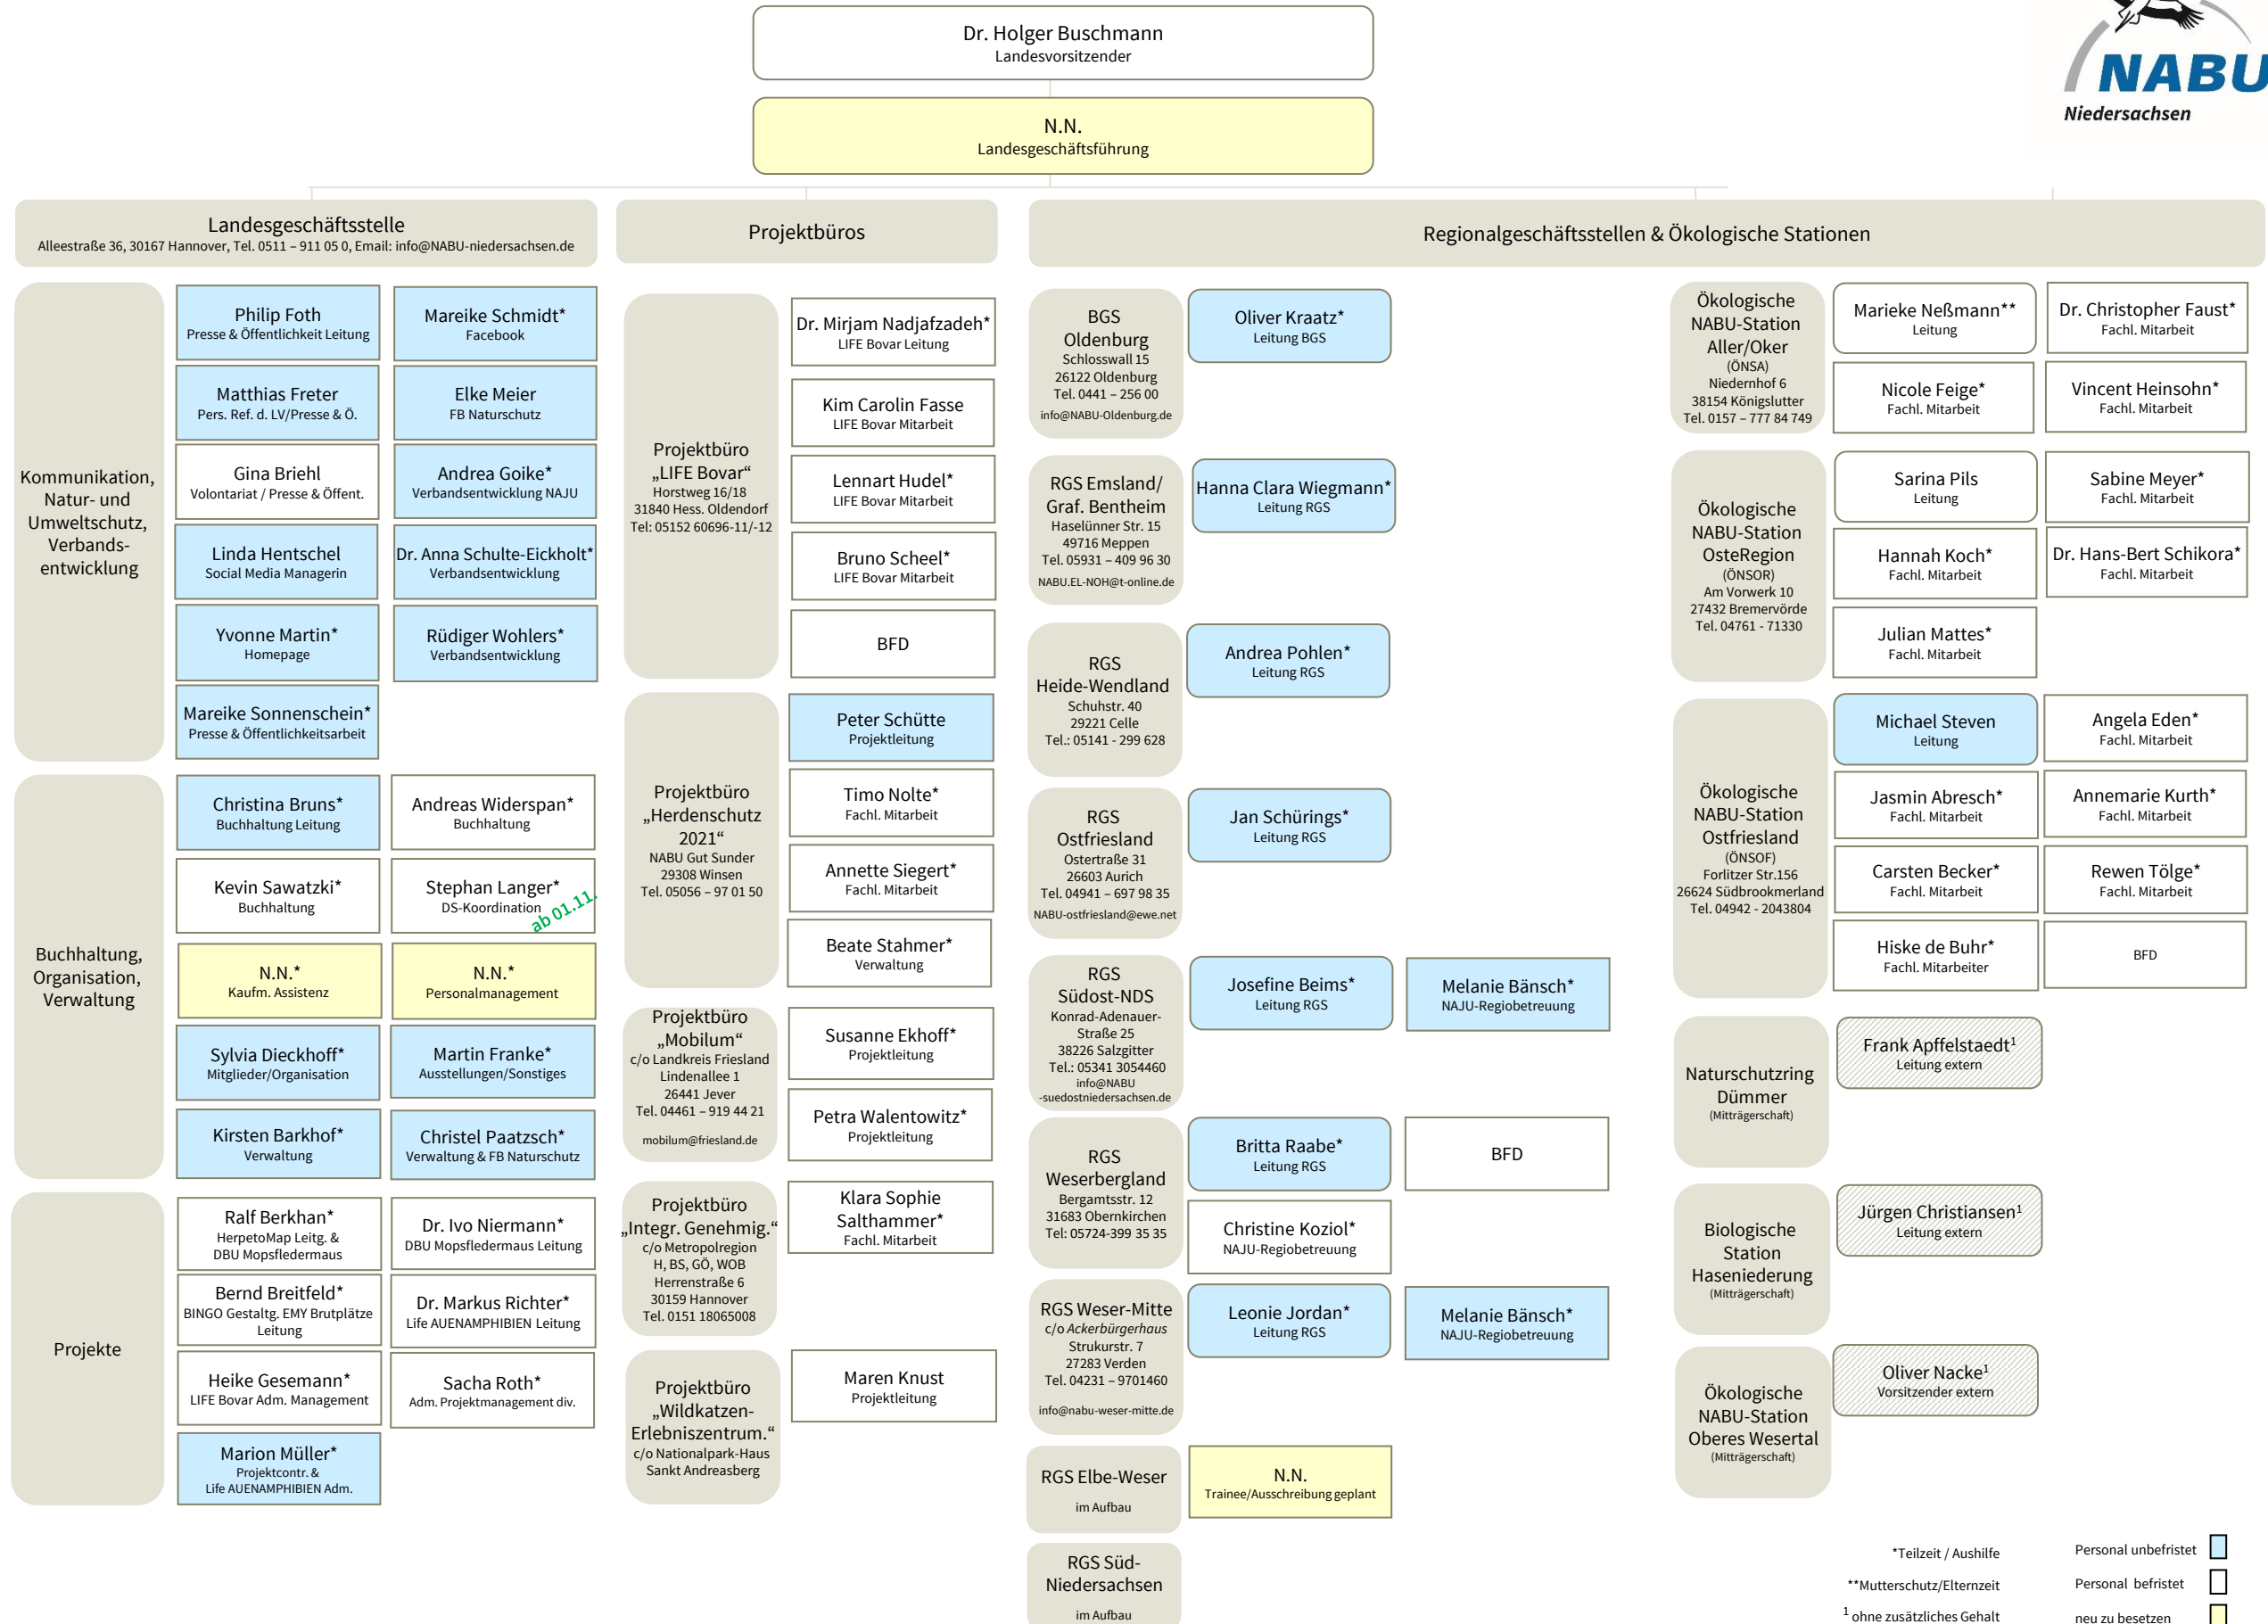 Dr. Holger Buschmann
Landesvorsitzender
N.N.
Landesgeschäftsführung
NABU
Niedersachsen
Landesgeschäftsstelle
Alleestraße 36, 30167 Hannover, Tel. 0511 – 911 05 0, Email: info@NABU-niedersachsen.de
Kommunikation,
Natur- und
Umweltschutz,
Verbands-
entwicklung
Philip Foth
Presse & Öffentlichkeit Leitung
Mareike Schmidt*
Facebook
Matthias Freter
Pers. Ref. d. LV/Presse & Ö.
Elke Meier
FB Naturschutz
Gina Briehl
Volontariat / Presse & Öffent.
Andrea Goike*
Verbandsentwicklung NAJU
Linda Hentschel
Social Media Managerin
Dr. Anna Schulte-Eickholt*
Verbandsentwicklung
Yvonne Martin*
Homepage
Rüdiger Wohlers*
Verbandsentwicklung
Mareike Sonnenschein*
Presse & Öffentlichkeitsarbeit
Buchhaltung,
Organisation,
Verwaltung
Christina Bruns*
Buchhaltung Leitung
Andreas Widerspan*
Buchhaltung
Kevin Sawatzki*
Buchhaltung
Stephan Langer*
DS-Koordination
ab 01.11.
N.N.*
Kaufm. Assistenz
N.N.*
Personalmanagement
Sylvia Dieckhoff*
Mitglieder/Organisation
Martin Franke*
Ausstellungen/Sonstiges
Kirsten Barkhof*
Verwaltung
Christel Paatzsch*
Verwaltung & FB Naturschutz
Projekte
Ralf Berkhan*
HerpetoMap Leitg. &
DBU Mopsfledermaus
Dr. Ivo Niermann*
DBU Mopsfledermaus Leitung
Bernd Breitfeld*
BINGO Gestaltg. EMY Brutplätze
Leitung
Dr. Markus Richter*
Life AUENAMPHIBIEN Leitung
Heike Gesemann*
LIFE Bovar Adm. Management
Sacha Roth*
Adm. Projektmanagement div.
Marion Müller*
Projektcontr. &
Life AUENAMPHIBIEN Adm.
Projektbüros
Projektbüro
„LIFE Bovar“
Horstweg 16/18
31840 Hess. Oldendorf
Tel: 05152 60696-11/-12
Dr. Mirjam Nadjafzadeh*
LIFE Bovar Leitung
Kim Carolin Fasse
LIFE Bovar Mitarbeit
Lennart Hudel*
LIFE Bovar Mitarbeit
Bruno Scheel*
LIFE Bovar Mitarbeit
BFD
Projektbüro
„Herdenschutz
2021“
NABU Gut Sunder
29308 Winsen
Tel. 05056 – 97 01 50
Peter Schütte
Projektleitung
Timo Nolte*
Fachl. Mitarbeit
Annette Siegert*
Fachl. Mitarbeit
Beate Stahmer*
Verwaltung
Projektbüro
„Mobilum“
c/o Landkreis Friesland
Lindenallee 1
26441 Jever
Tel. 04461 – 919 44 21
mobilum@friesland.de
Susanne Ekhoff*
Projektleitung
Petra Walentowitz*
Projektleitung
Projektbüro
„Integr. Genehmig.“
c/o Metropolregion
H, BS, GÖ, WOB
Herrenstraße 6
30159 Hannover
Tel. 0151 18065008
Klara Sophie
Salthammer*
Fachl. Mitarbeit
Projektbüro
„Wildkatzen-
Erlebniszentrum.“
c/o Nationalpark-Haus
Sankt Andreasberg
Maren Knust
Projektleitung
Regionalgeschäftsstellen & Ökologische Stationen
BGS
Oldenburg
Schlosswall 15
26122 Oldenburg
Tel. 0441 – 256 00
info@NABU-Oldenburg.de
Oliver Kraatz*
Leitung BGS
RGS Emsland/
Graf. Bentheim
Haselünner Str. 15
49716 Meppen
Tel. 05931 – 409 96 30
NABU.EL-NOH@t-online.de
Hanna Clara Wiegmann*
Leitung RGS
RGS
Heide-Wendland
Schuhstr. 40
29221 Celle
Tel.: 05141 - 299 628
Andrea Pohlen*
Leitung RGS
RGS
Ostfriesland
Ostertraße 31
26603 Aurich
Tel. 04941 – 697 98 35
NABU-ostfriesland@ewe.net
Jan Schürings*
Leitung RGS
RGS
Südost-NDS
Konrad-Adenauer-
Straße 25
38226 Salzgitter
Tel.: 05341 3054460
info@NABU
-suedostniedersachsen.de
Josefine Beims*
Leitung RGS
Melanie Bänsch*
NAJU-Regiobetreuung
RGS
Weserbergland
Bergamtsstr. 12
31683 Obernkirchen
Tel: 05724-399 35 35
Britta Raabe*
Leitung RGS
BFD
Christine Koziol*
NAJU-Regiobetreuung
RGS Weser-Mitte
c/o Ackerbürgerhaus
Strukurstr. 7
27283 Verden
Tel. 04231 – 9701460
info@nabu-weser-mitte.de
Leonie Jordan*
Leitung RGS
Melanie Bänsch*
NAJU-Regiobetreuung
RGS Elbe-Weser
im Aufbau
N.N.
Trainee/Ausschreibung geplant
RGS Süd-
Niedersachsen
im Aufbau
Ökologische
NABU-Station
Aller/Oker
(ÖNSA)
Niedernhof 6
38154 Königslutter
Tel. 0157 – 777 84 749
Marieke Neßmann**
Leitung
Dr. Christopher Faust*
Fachl. Mitarbeit
Nicole Feige*
Fachl. Mitarbeit
Vincent Heinsohn*
Fachl. Mitarbeit
Ökologische
NABU-Station
OsteRegion
(ÖNSOR)
Am Vorwerk 10
27432 Bremervörde
Tel. 04761 - 71330
Sarina Pils
Leitung
Sabine Meyer*
Fachl. Mitarbeit
Hannah Koch*
Fachl. Mitarbeit
Dr. Hans-Bert Schikora*
Fachl. Mitarbeit
Julian Mattes*
Fachl. Mitarbeit
Ökologische
NABU-Station
Ostfriesland
(ÖNSOF)
Forlitzer Str.156
26624 Südbrookmerland
Tel. 04942 - 2043804
Michael Steven
Leitung
Angela Eden*
Fachl. Mitarbeit
Jasmin Abresch*
Fachl. Mitarbeit
Annemarie Kurth*
Fachl. Mitarbeit
Carsten Becker*
Fachl. Mitarbeit
Rewen Tölge*
Fachl. Mitarbeit
Hiske de Buhr*
Fachl. Mitarbeiter
BFD
Naturschutzring
Dümmer
(Mitträgerschaft)
Frank Apffelstaedt¹
Leitung extern
Biologische
Station
Haseniederung
(Mitträgerschaft)
Jürgen Christiansen¹
Leitung extern
Ökologische
NABU-Station
Oberes Wesertal
(Mitträgerschaft)
Oliver Nacke¹
Vorsitzender extern
*Teilzeit / Aushilfe
**Mutterschutz/Elternzeit
¹ ohne zusätzliches Gehalt
Personal unbefristet
Personal befristet
neu zu besetzen